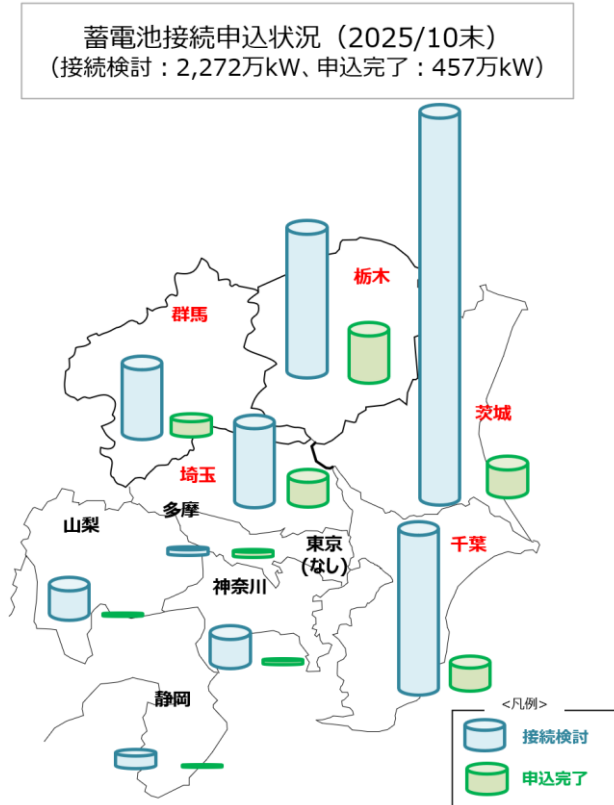 蓄電池接続申込状況（2025/10末）
（接続検討：2,272万kW、申込完了：457万kW）
栃木
群馬
茨城
埼玉
多摩
山梨
東京
(なし)
千葉
神奈川
静岡
<凡例>
接続検討
申込完了